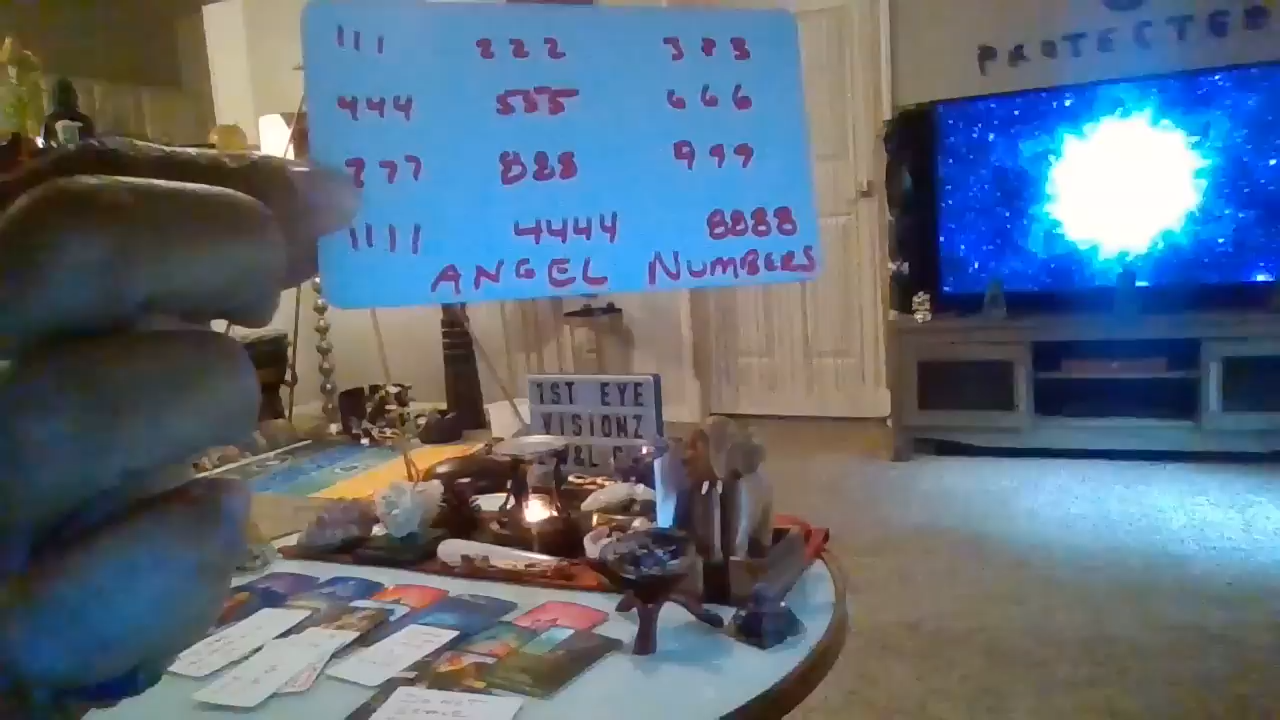 111 222 333
444 555 666
777 888 999
1111 4444 8888
ANGEL NUMBERS
PROTECTED
1ST EYE
VISIONZ